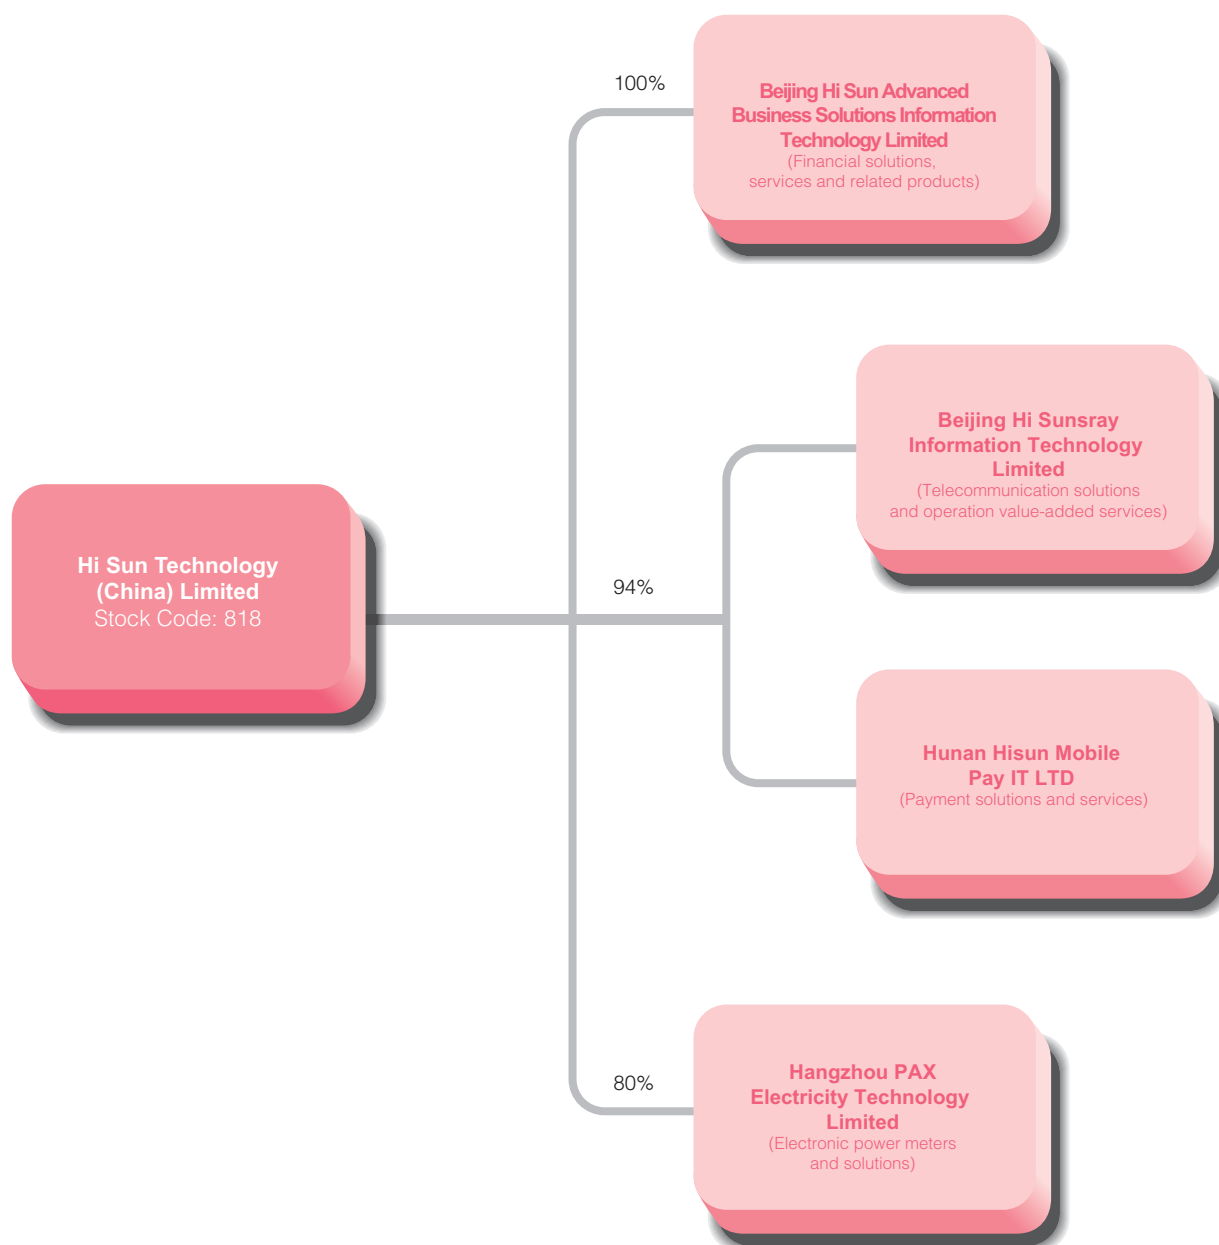 100%
Beijing Hi Sun Advanced
Business Solutions Information
Technology Limited
(Financial solutions,
services and related products)
Beijing Hi Sunsray
Information Technology
Limited
(Telecommunication solutions
and operation value-added services)
Hi Sun Technology
(China) Limited
Stock Code: 818
94%
Hunan Hisun Mobile
Pay IT LTD
(Payment solutions and services)
80%
Hangzhou PAX
Electricity Technology
Limited
(Electronic power meters
and solutions)